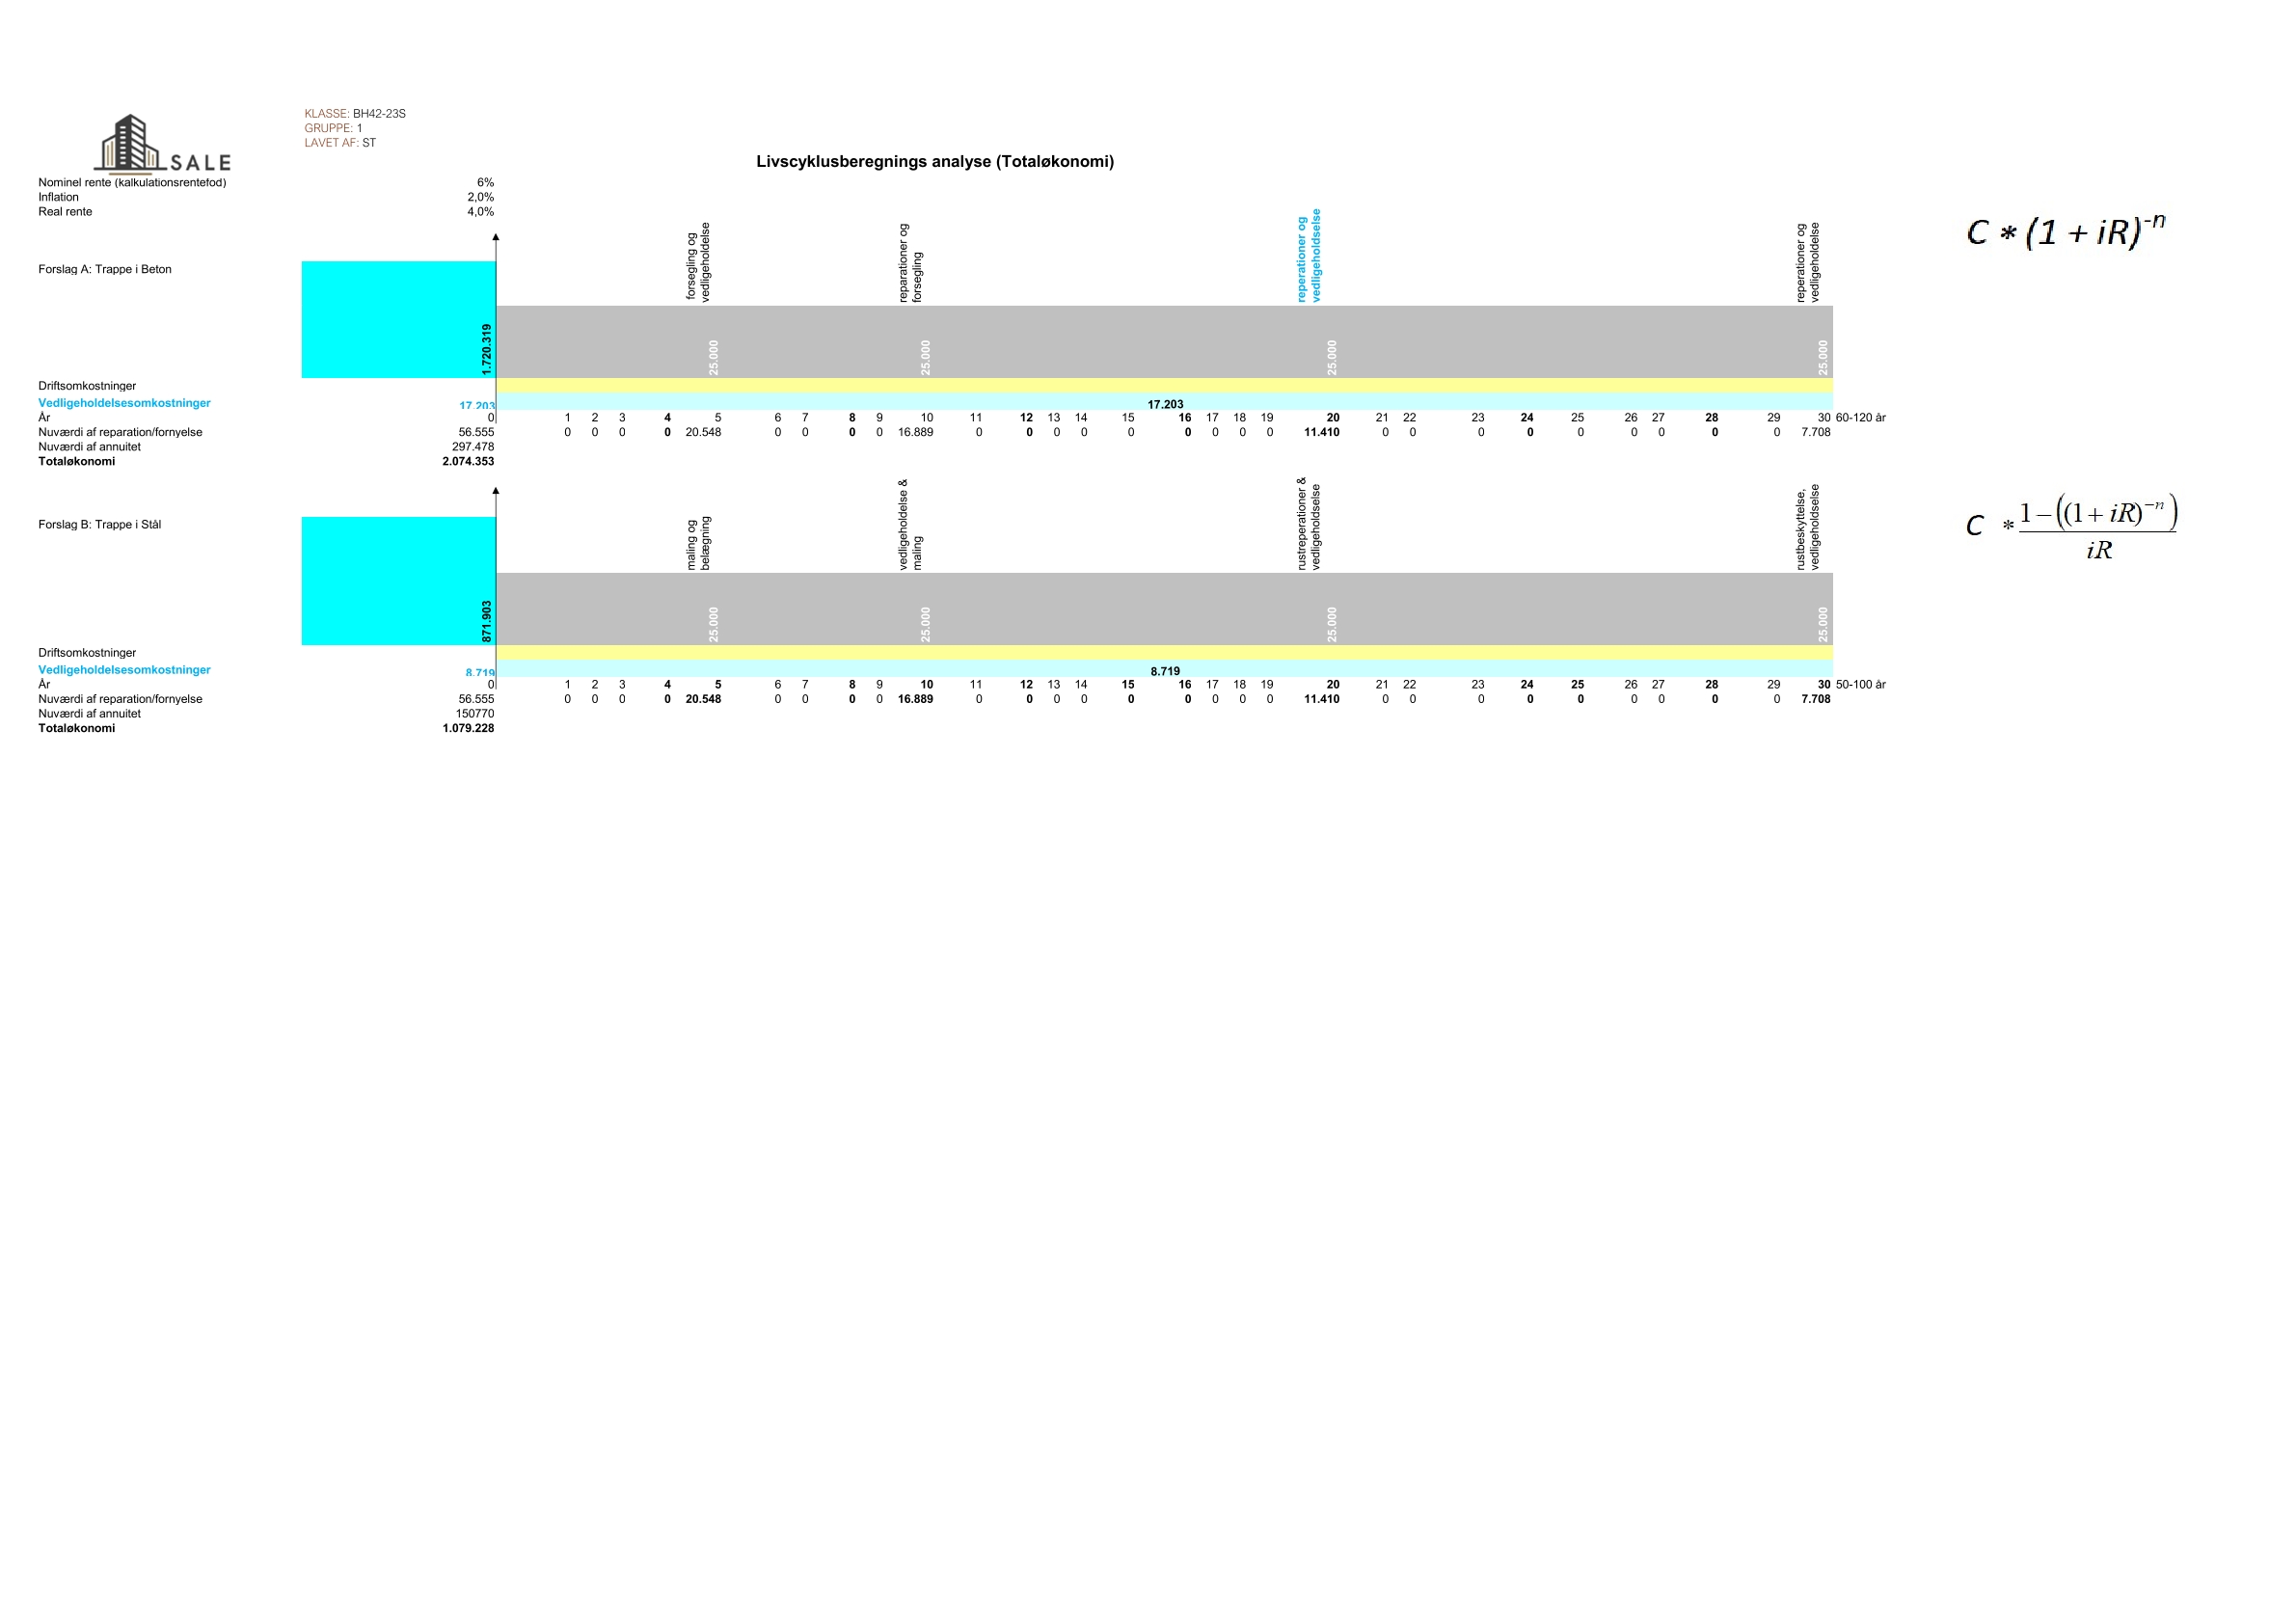 SALE
KLASSE: BH42-23S
GRUPPE: 1
LAVET AF: ST
Livscyklusberegnings analyse (Totaløkonomi)
Nominel rente (kalkulationsrentefod) 6%
Inflation 2,0%
Real rente 4,0%
C * (1 + iR)^-n
forsegling og
vedligeholdelse
reparationer og
forsegling
reperationer og
vedligeholdselse
reperationer og
vedligeholdelse
Forslag A: Trappe i Beton
1.720.319 25.000 25.000 25.000 25.000
Driftsomkostninger
Vedligeholdelsesomkostninger 17.203 17.203
År 0 1 2 3 4 5 6 7 8 9 10 11 12 13 14 15 16 17 18 19 20 21 22 23 24 25 26 27 28 29 30 60-120 år
Nuværdi af reparation/fornyelse 56.555 0 0 0 0 20.548 0 0 0 0 16.889 0 0 0 0 0 0 0 0 0 11.410 0 0 0 0 0 0 0 0 0 7.708
Nuværdi af annuitet 297.478
Totaløkonomi 2.074.353
maling og
belægning
vedligeholdelse &
maling
rustreperationer &
vedligeholdselse
rustbeskyttelse,
vedligeholdselse
Forslag B: Trappe i Stål
C * 1−((1+iR)^−n) / iR
871.903 25.000 25.000 25.000 25.000
Driftsomkostninger
Vedligeholdelsesomkostninger 8.719 8.719
År 0 1 2 3 4 5 6 7 8 9 10 11 12 13 14 15 16 17 18 19 20 21 22 23 24 25 26 27 28 29 30 50-100 år
Nuværdi af reparation/fornyelse 56.555 0 0 0 0 20.548 0 0 0 0 16.889 0 0 0 0 0 0 0 0 0 11.410 0 0 0 0 0 0 0 0 0 7.708
Nuværdi af annuitet 150770
Totaløkonomi 1.079.228